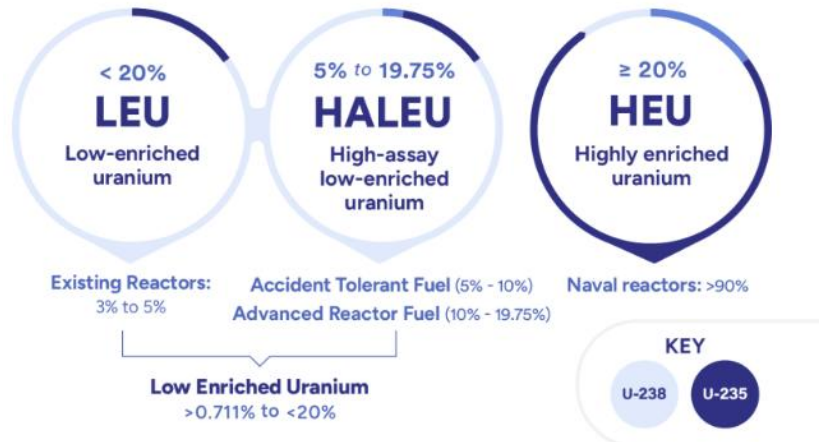 < 20%
LEU
Low-enriched
uranium
5% to 19.75%
HALEU
High-assay
low-enriched
uranium
≥ 20%
HEU
Highly enriched
uranium
Existing Reactors:
3% to 5%
Accident Tolerant Fuel (5% - 10%)
Advanced Reactor Fuel (10% - 19.75%)
Naval reactors: >90%
Low Enriched Uranium
>0.711% to <20%
KEY
U-238
U-235